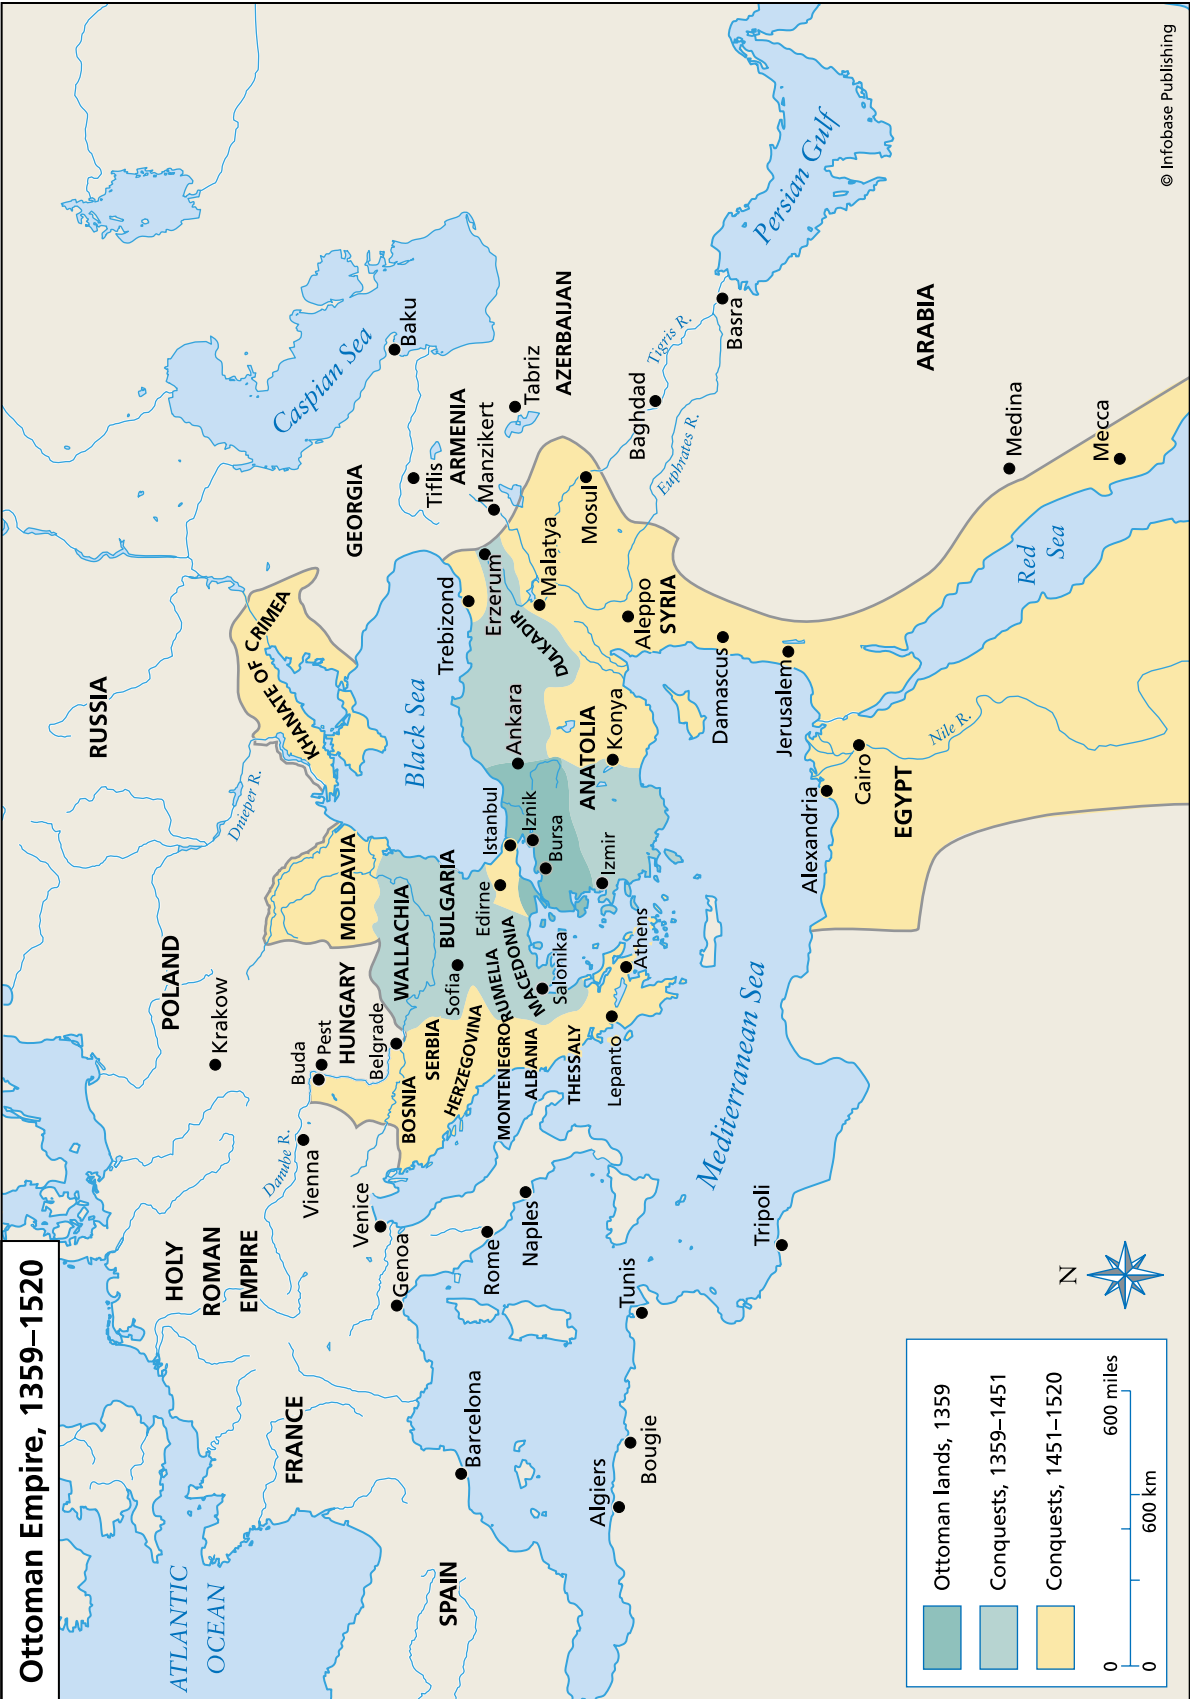 Ottoman Empire, 1359–1520
ATLANTIC
OCEAN
SPAIN
FRANCE
HOLY
ROMAN
EMPIRE
POLAND
RUSSIA
Krakow
Danube R.
Vienna
Buda
Pest
HUNGARY
Belgrade
MOLDAVIA
WALLACHIA
BULGARIA
Dnieper R.
KHANATE OF CRIMEA
GEORGIA
Caspian Sea
Baku
Black Sea
Venice
Genoa
Barcelona
Rome
Naples
BOSNIA
SERBIA
HERZEGOVINA
MONTENEGRO
ALBANIA
THESSALY
RUMELIA
MACEDONIA
Sofia
Edirne
Salonika
Lepanto
Athens
Istanbul
Iznik
Bursa
Izmir
Ankara
ANATOLIA
Konya
Trebizond
Erzerum
DULKADIR
Malatya
Tiflis
ARMENIA
Manzikert
Tabriz
AZERBAIJAN
Mosul
Aleppo
SYRIA
Baghdad
Tigris R.
Euphrates R.
Basra
Persian Gulf
ARABIA
Damascus
Jerusalem
Alexandria
Cairo
EGYPT
Nile R.
Red
Sea
Medina
Mecca
Mediterranean Sea
Tripoli
Tunis
Bougie
Algiers
N
Ottoman lands, 1359
Conquests, 1359–1451
Conquests, 1451–1520
0 600 miles
0 600 km
© Infobase Publishing